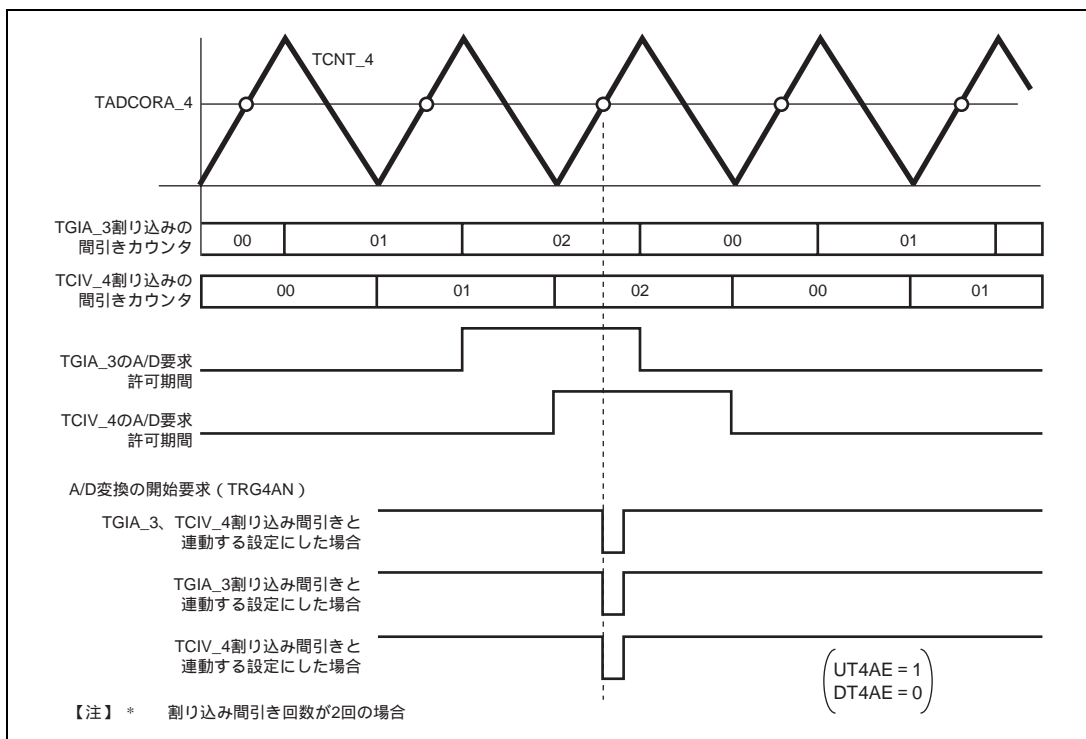 TCNT_4
TADCORA_4
TGIA_3割り込みの
間引きカウンタ
00 01 02 00 01
TCIV_4割り込みの
間引きカウンタ
00 01 02 00 01
TGIA_3のA/D要求
許可期間
TCIV_4のA/D要求
許可期間
A/D変換の開始要求（TRG4AN）
TGIA_3、TCIV_4割り込み間引きと
連動する設定にした場合
TGIA_3割り込み間引きと
連動する設定にした場合
TCIV_4割り込み間引きと
連動する設定にした場合
UT4AE = 1
DT4AE = 0
【注】 * 割り込み間引き回数が2回の場合